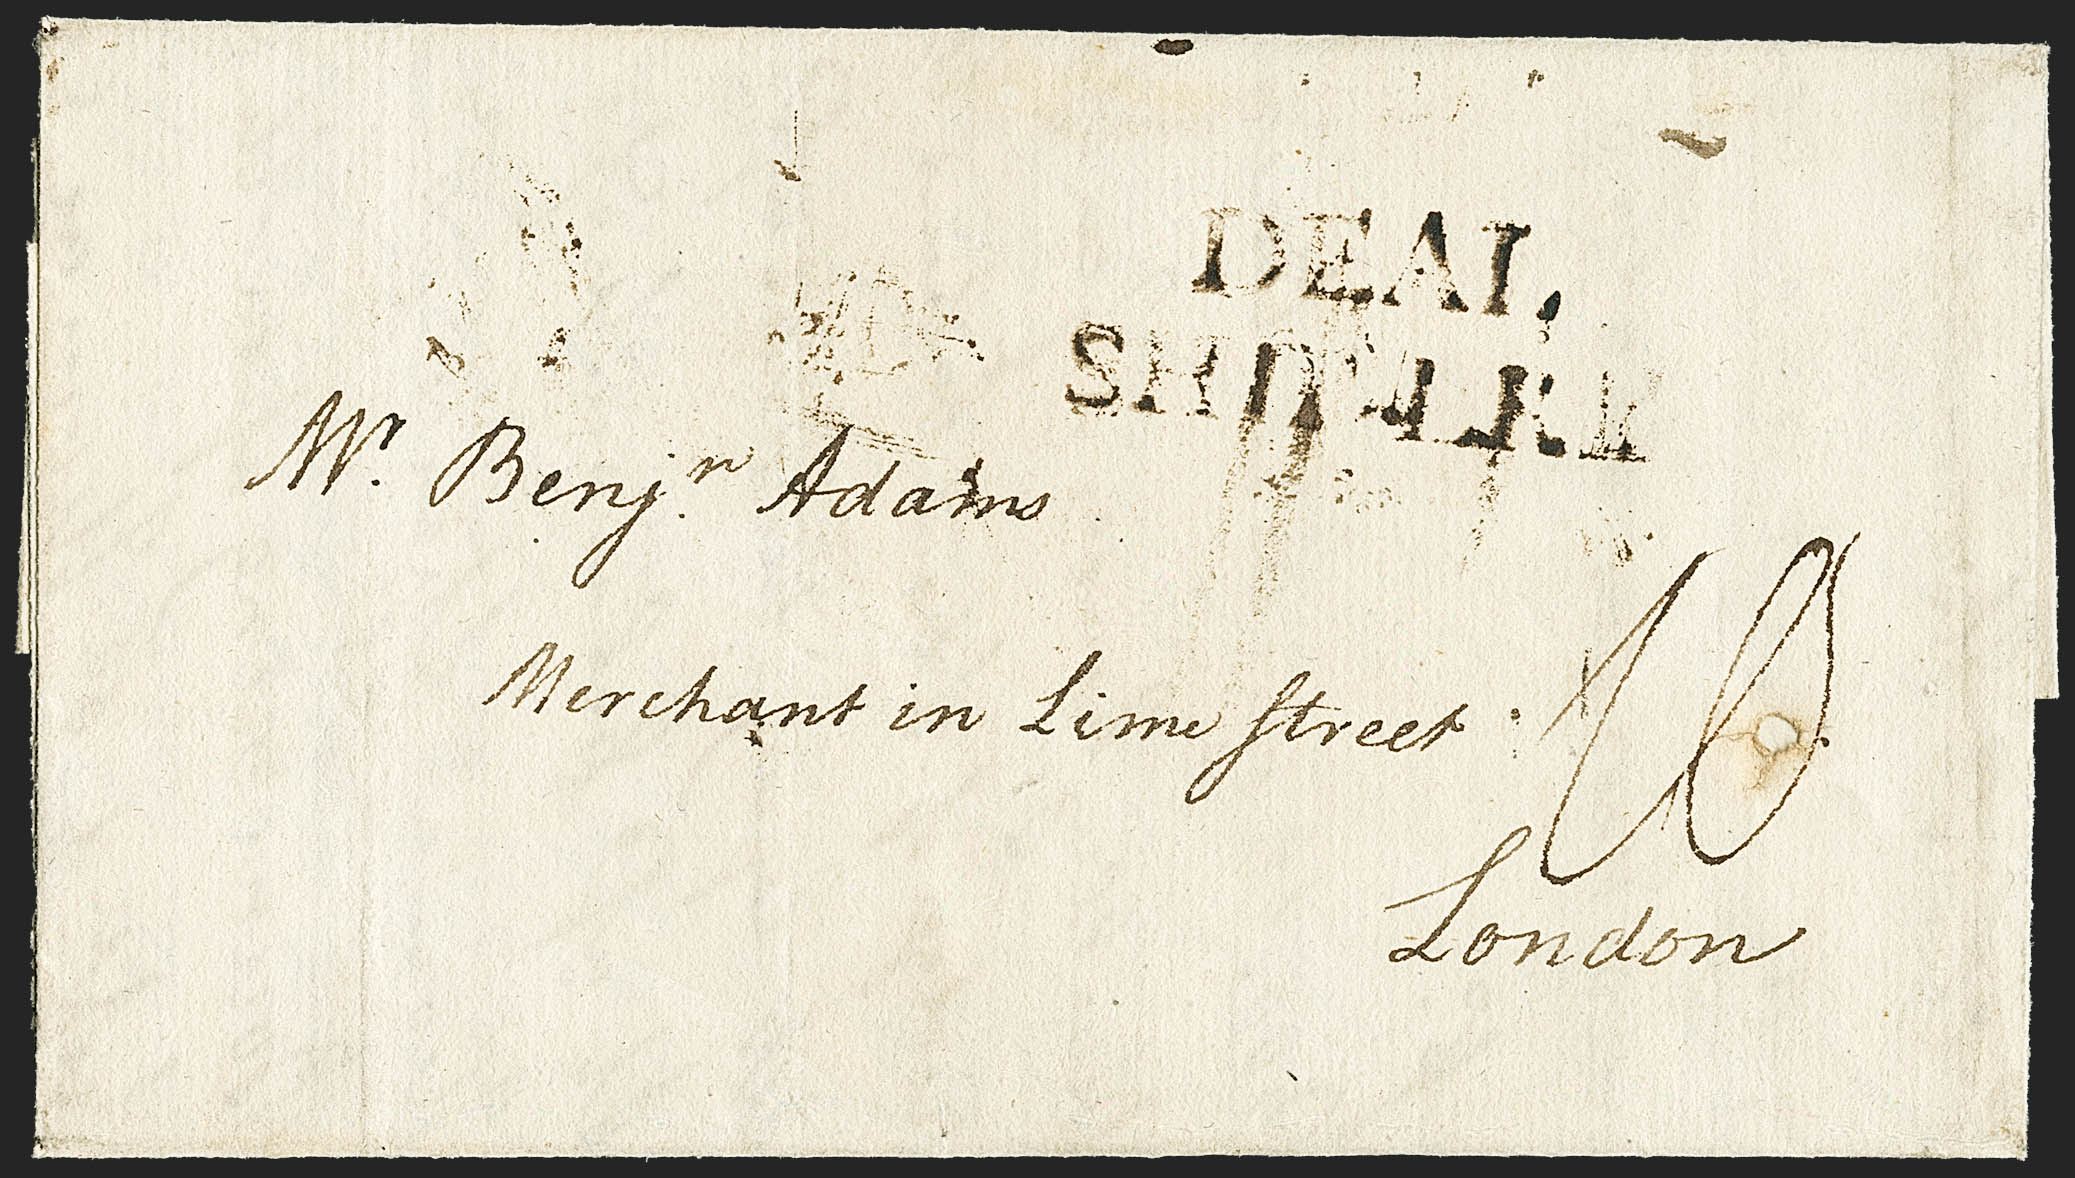 DEAL
SHIP LRE
Mr. Benjn. Adams
Merchant in Lime Street
10
London